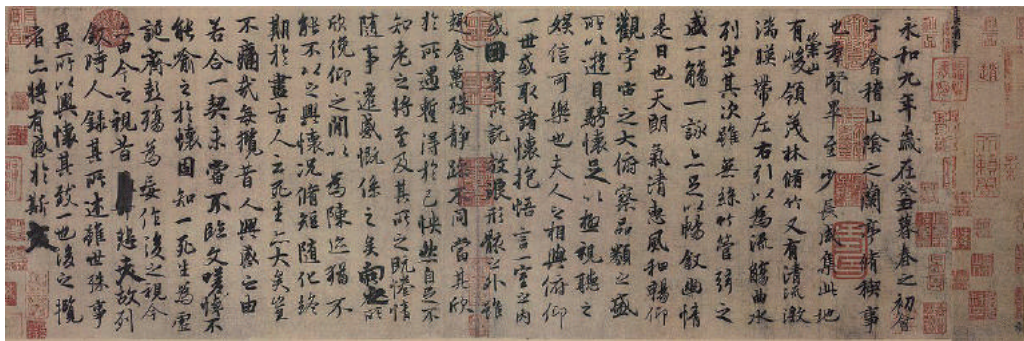 永和九年歲在癸丑暮春之初會
于會稽山陰之蘭亭脩稧事
也羣賢畢至少長咸集此地
有崇山峻領茂林脩竹又有清流激
湍暎帶左右引以為流觴曲水
列坐其次雖無絲竹管弦之
盛一觴一詠亦足以暢敘幽情
是日也天朗氣清惠風和暢仰
觀宇宙之大俯察品類之盛
所以遊目騁懷足以極視聽之
娛信可樂也夫人之相與俯仰
一世或取諸懷抱悟言一室之內
或因寄所託放浪形骸之外雖
趣舍萬殊靜躁不同當其欣
於所遇暫得於己怏然自足不
知老之將至及其所之既惓情
隨事遷感慨係之矣向之所
欣俛仰之閒以為陳迹猶不
能不以之興懷況脩短隨化終
期於盡古人云死生亦大矣豈
不痛哉每攬昔人興感之由
若合一契未嘗不臨文嗟悼不
能喻之於懷固知一死生為虛
誕齊彭殤為妄作後之視今
亦由今之視昔悲夫故列
敘時人錄其所述雖世殊事
異所以興懷其致一也後之攬
者亦將有感於斯文